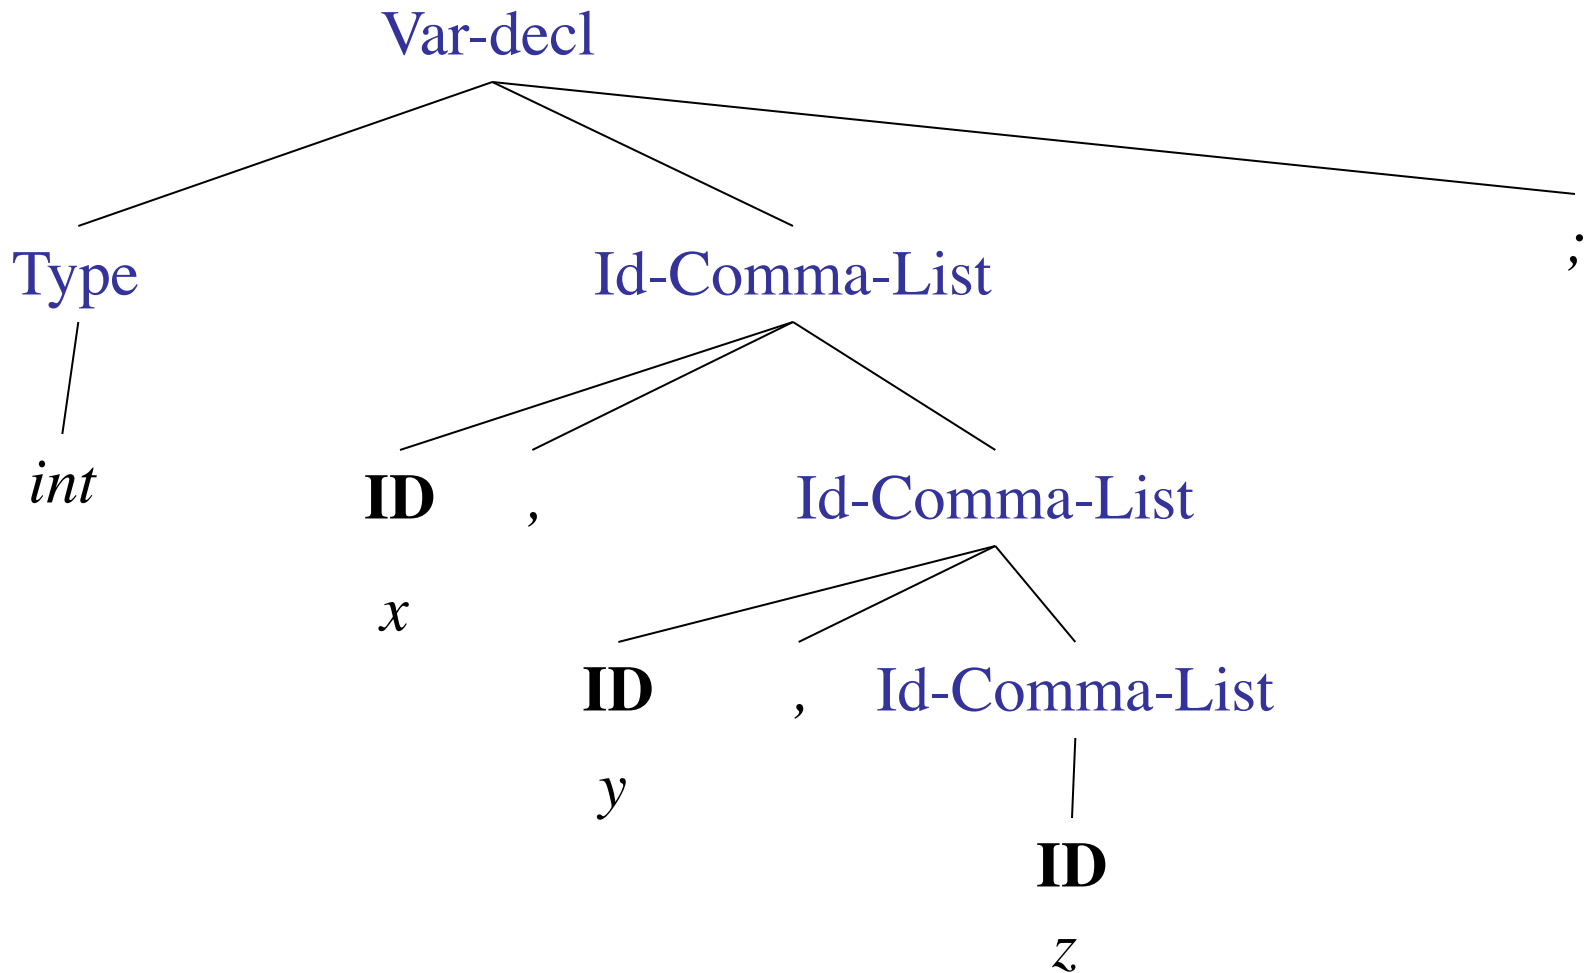 Var-decl
Type Id-Comma-List ;
int ID , Id-Comma-List
x
ID , Id-Comma-List
y
ID
z